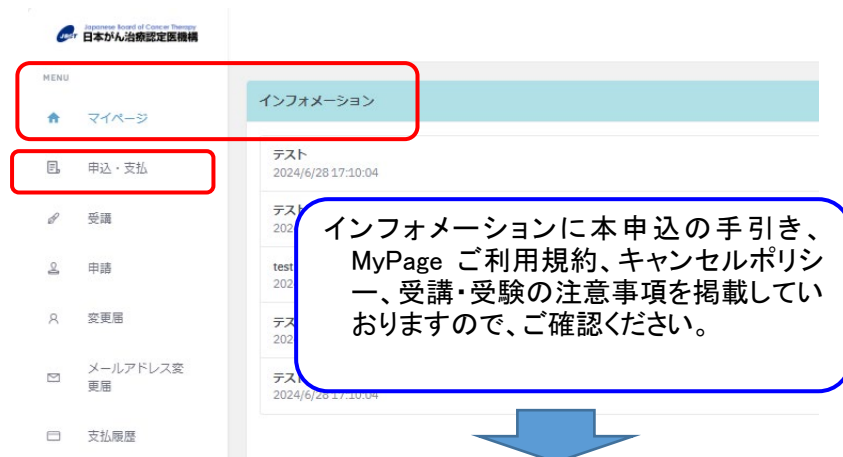 Japanese Board of Cancer Therapy
JBCT 日本がん治療認定医機構
MENU
マイページ
申込・支払
受講
申請
変更届
メールアドレス変
更届
支払履歴
インフォメーション
テスト
2024/6/28 17:10:04
テスト
202
test
202
テス
202
テスト
2024/6/28 17:10:04
インフォメーションに本申込の手引き、
MyPage ご利用規約、キャンセルポリシ
ー、受講・受験の注意事項を掲載してい
おりますので、ご確認ください。